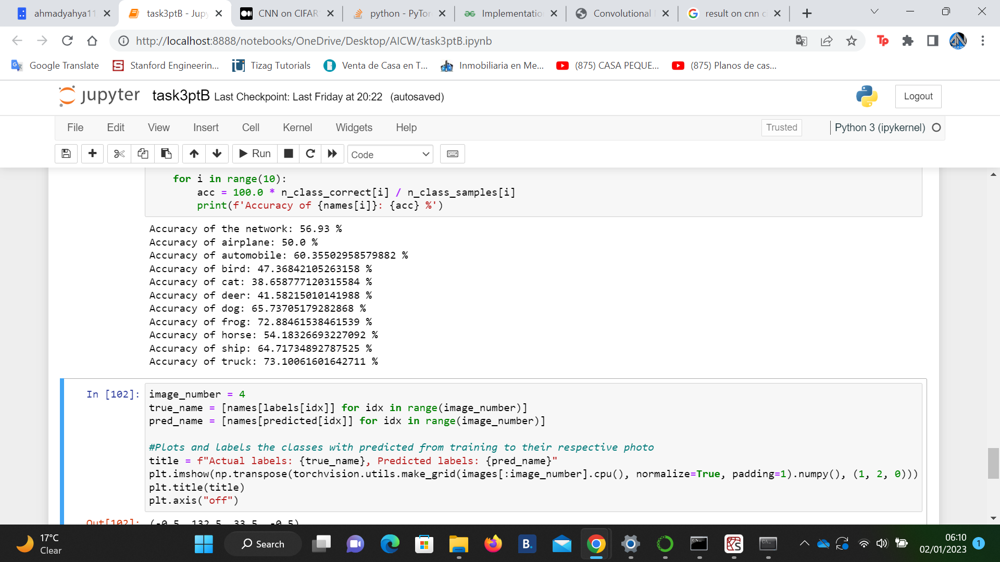 ahmadyahya11
task3ptB - Jupy
CNN on CIFAR
python - PyTor
Implementatio
Convolutional
result on cnn c
http://localhost:8888/notebooks/OneDrive/Desktop/AICW/task3ptB.ipynb
Google Translate
Stanford Engineerin...
Tizag Tutorials
Venta de Casa en T...
Inmobiliaria en Me...
(875) CASA PEQUE...
(875) Planos de cas...
jupyter task3ptB Last Checkpoint: Last Friday at 20:22 (autosaved)
Logout
File Edit View Insert Cell Kernel Widgets Help
Trusted
Python 3 (ipykernel)
Run
Code
for i in range(10):
acc = 100.0 * n_class_correct[i] / n_class_samples[i]
print(f'Accuracy of {names[i]}: {acc} %')
Accuracy of the network: 56.93 %
Accuracy of airplane: 50.0 %
Accuracy of automobile: 60.35502958579882 %
Accuracy of bird: 47.36842105263158 %
Accuracy of cat: 38.658777120315584 %
Accuracy of deer: 41.58215010141988 %
Accuracy of dog: 65.73705179282868 %
Accuracy of frog: 72.88461538461539 %
Accuracy of horse: 54.18326693227092 %
Accuracy of ship: 64.71734892787525 %
Accuracy of truck: 73.10061601642711 %
In [102]:
image_number = 4
true_name = [names[labels[idx]] for idx in range(image_number)]
pred_name = [names[predicted[idx]] for idx in range(image_number)]
#Plots and labels the classes with predicted from training to their respective photo
title = f"Actual labels: {true_name}, Predicted labels: {pred_name}"
plt.imshow(np.transpose(torchvision.utils.make_grid(images[:image_number].cpu(), normalize=True, padding=1).numpy(), (1, 2, 0)))
plt.title(title)
plt.axis("off")
Out[102]: (-0.5, 132.5, 33.5, -0.5)
17°C
Clear
Search
06:10
02/01/2023
1